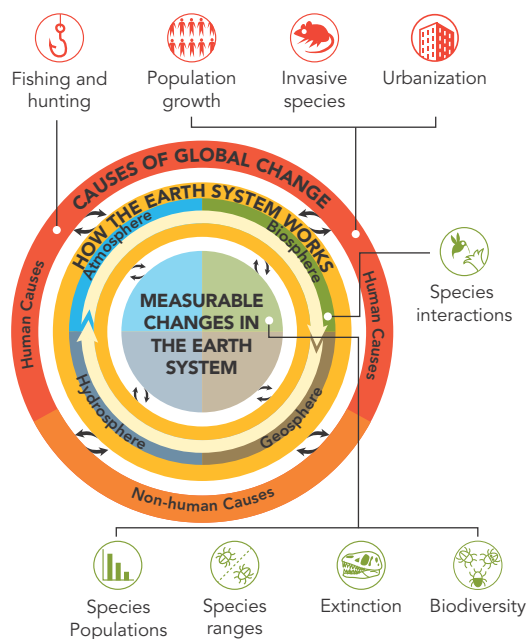 Fishing and
hunting
Population
growth
Invasive
species
Urbanization
CAUSES OF GLOBAL CHANGE
HOW THE EARTH SYSTEM WORKS
Atmosphere
Biosphere
Species
interactions
MEASURABLE
CHANGES IN
THE EARTH
SYSTEM
Human Causes
Human Causes
Hydrosphere
Geosphere
Non-human Causes
Species
Populations
Species
ranges
Extinction
Biodiversity